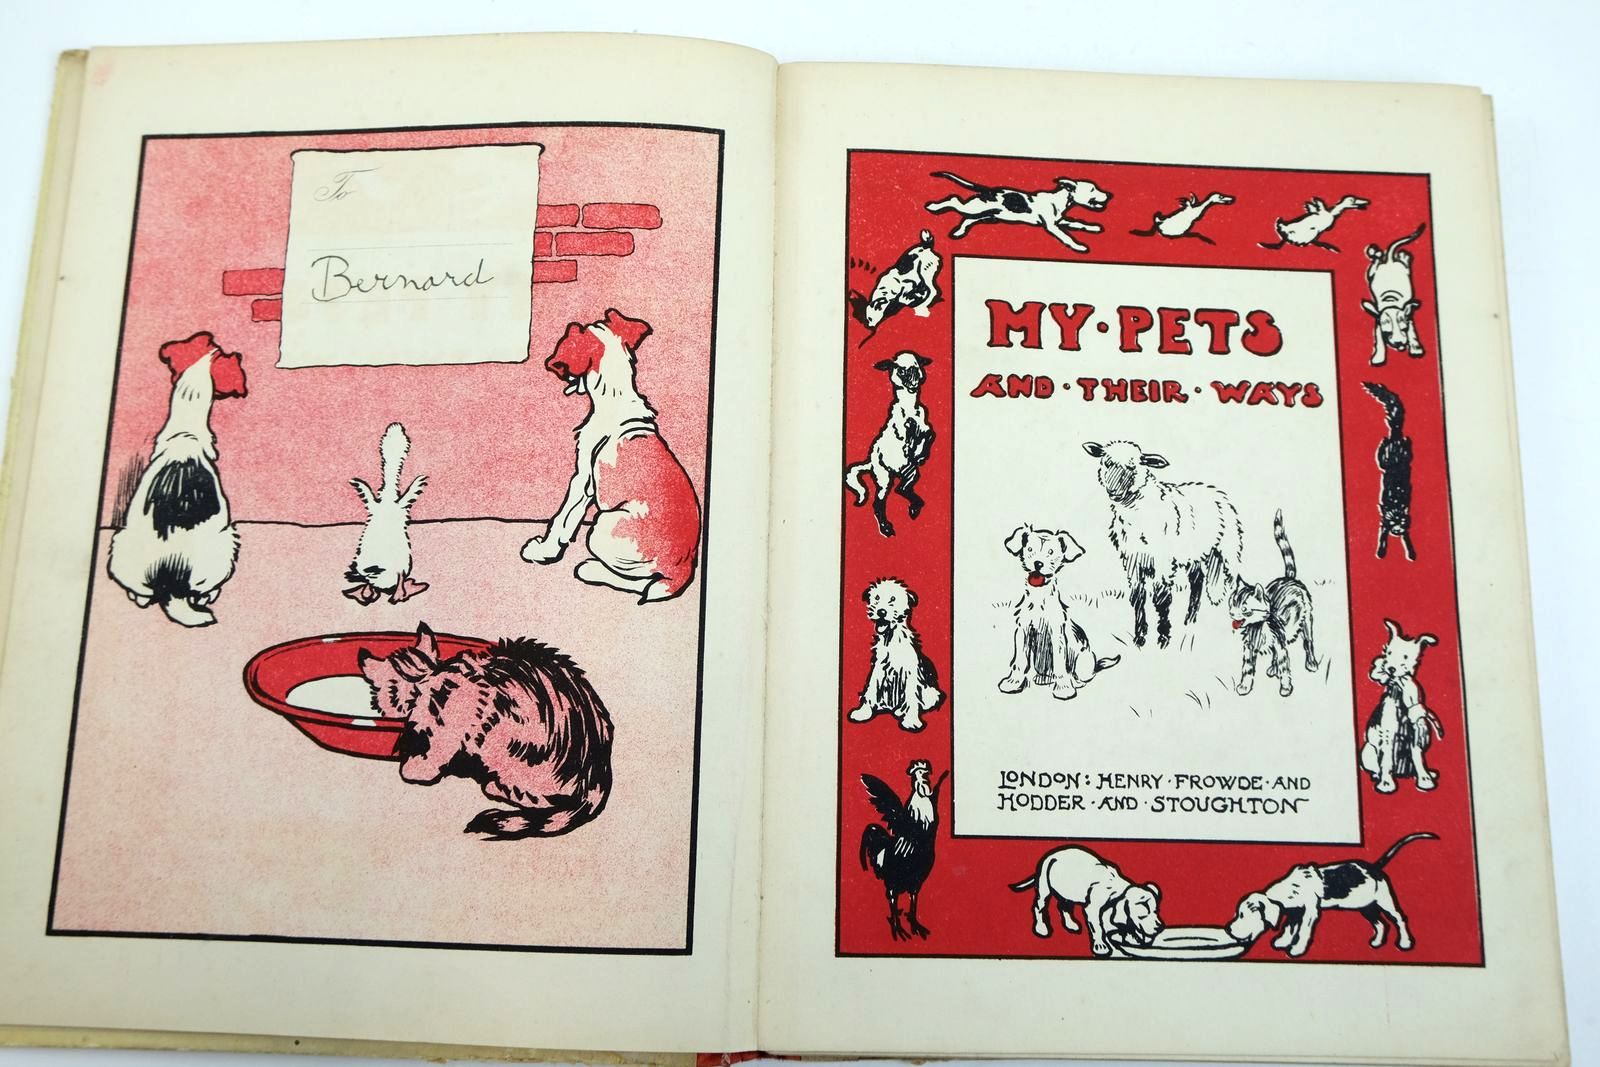 To
Bernard
MY·PETS
AND·THEIR·WAYS
LONDON: HENRY·FROWDE·AND
HODDER·AND·STOUGHTON